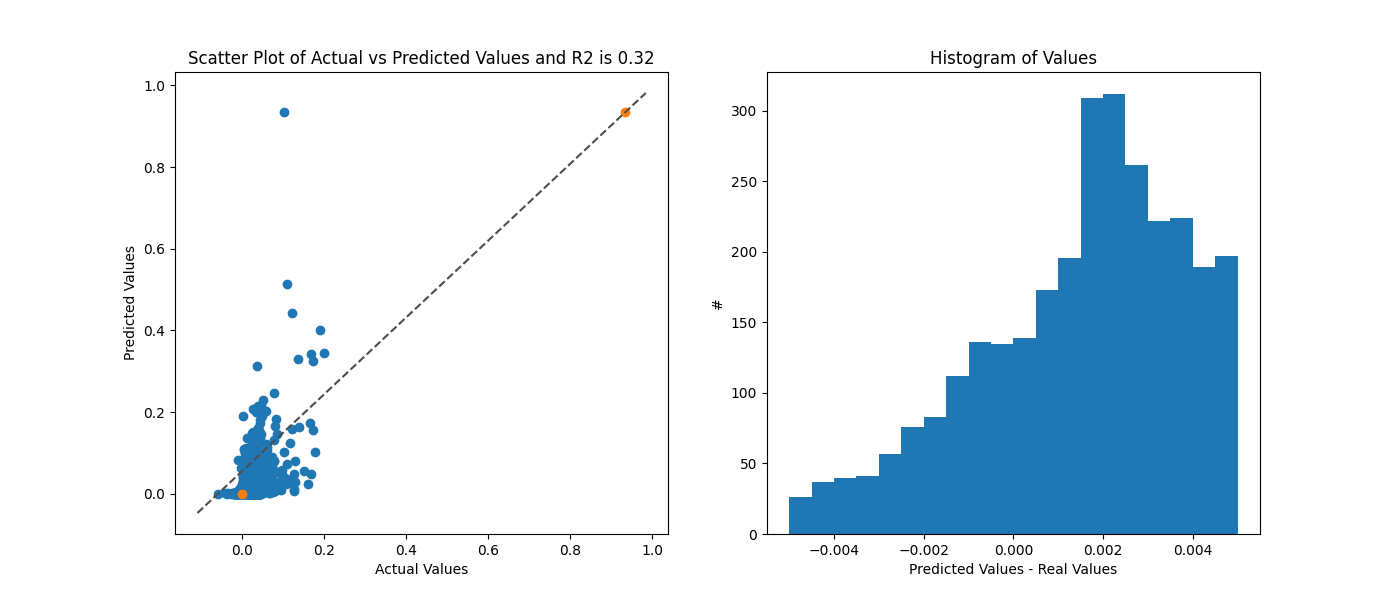 Scatter Plot of Actual vs Predicted Values and R2 is 0.32
1.0
0.8
0.6
0.4
0.2
0.0
Predicted Values
0.0 0.2 0.4 0.6 0.8 1.0
Actual Values
Histogram of Values
300
250
200
150
100
50
0
#
−0.004 −0.002 0.000 0.002 0.004
Predicted Values - Real Values